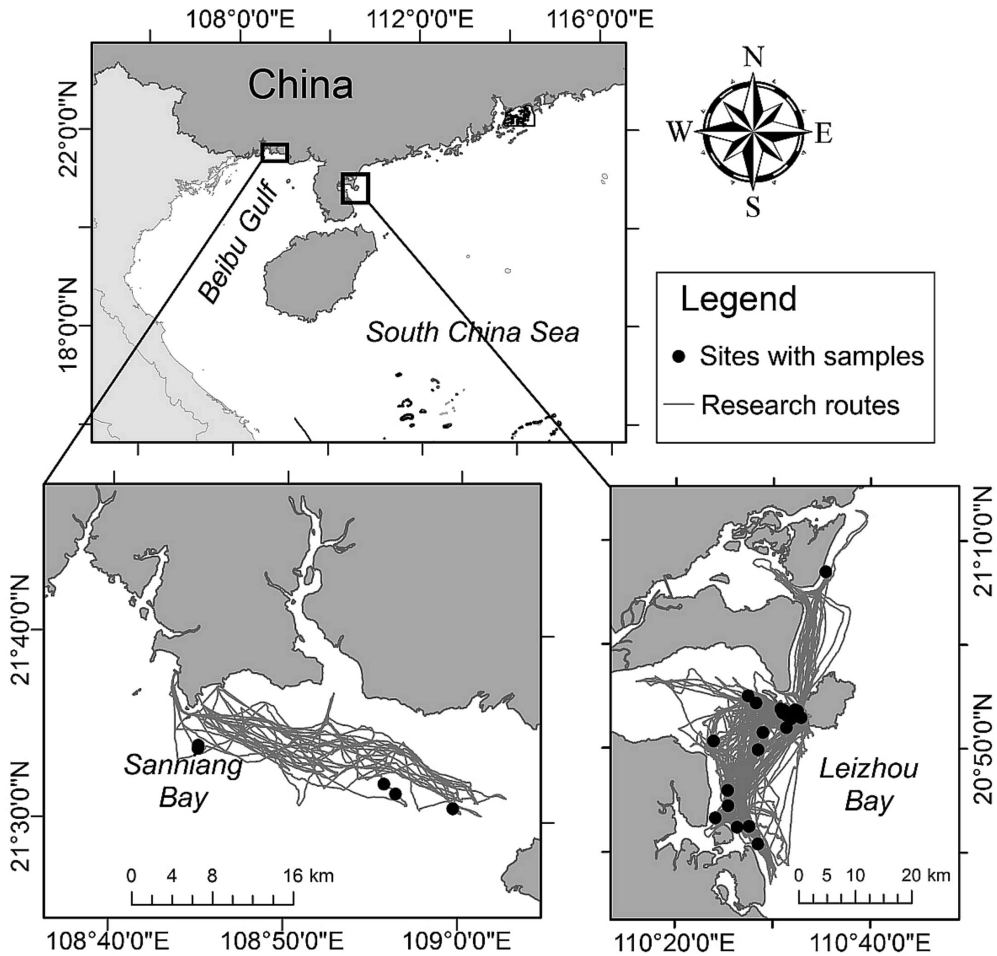 108°0'0"E 112°0'0"E 116°0'0"E
China
22°0'0"N
18°0'0"N
Beibu Gulf
South China Sea
N
W E
S
Legend
Sites with samples
Research routes
21°40'0"N
21°30'0"N
Sanniang
Bay
0 4 8 16 km
108°40'0"E 108°50'0"E 109°0'0"E
21°10'0"N
20°50'0"N
Leizhou
Bay
0 5 10 20 km
110°20'0"E 110°40'0"E